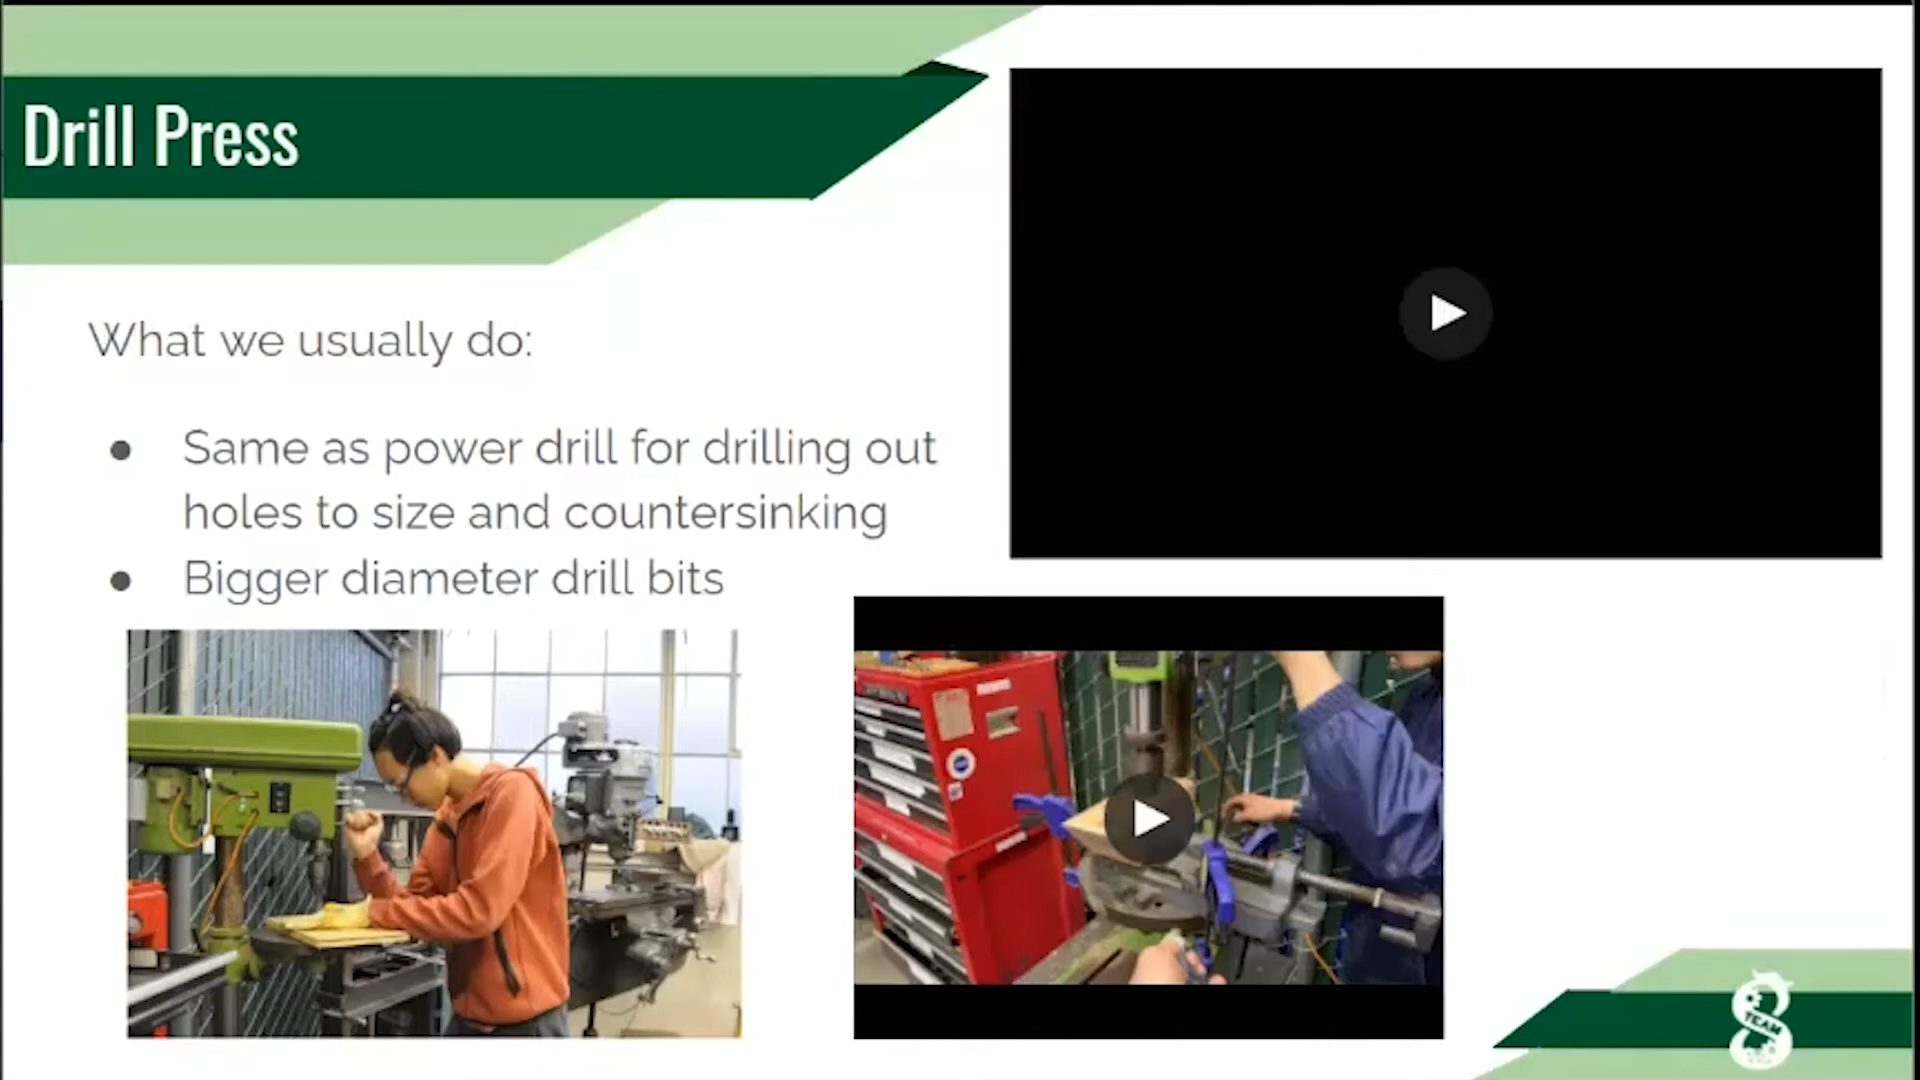 Drill Press
What we usually do:
● Same as power drill for drilling out
holes to size and countersinking
● Bigger diameter drill bits
TEAM
8